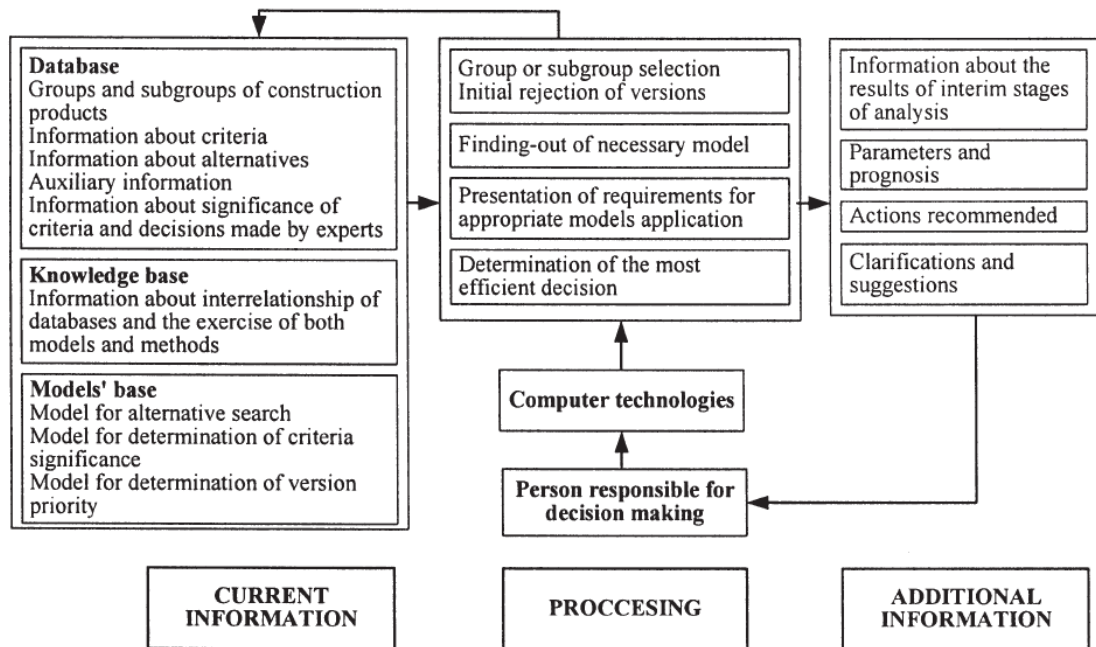 Database
Groups and subgroups of construction
products
Information about criteria
Information about alternatives
Auxiliary information
Information about significance of
criteria and decisions made by experts
Knowledge base
Information about interrelationship of
databases and the exercise of both
models and methods
Models' base
Model for alternative search
Model for determination of criteria
significance
Model for determination of version
priority
Group or subgroup selection
Initial rejection of versions
Finding-out of necessary model
Presentation of requirements for
appropriate models application
Determination of the most
efficient decision
Computer technologies
Person responsible for
decision making
Information about the
results of interim stages
of analysis
Parameters and
prognosis
Actions recommended
Clarifications and
suggestions
CURRENT
INFORMATION
PROCCESING
ADDITIONAL
INFORMATION